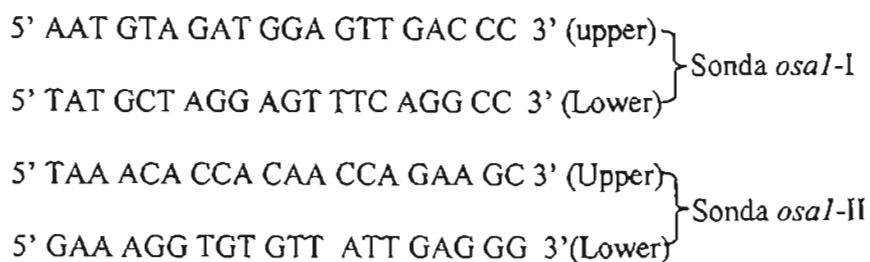 5' AAT GTA GAT GGA GTT GAC CC 3' (upper)
Sonda osa1-I
5' TAT GCT AGG AGT TTC AGG CC 3' (Lower)
5' TAA ACA CCA CAA CCA GAA GC 3' (Upper)
Sonda osa1-II
5' GAA AGG TGT GTT ATT GAG GG 3'(Lower)